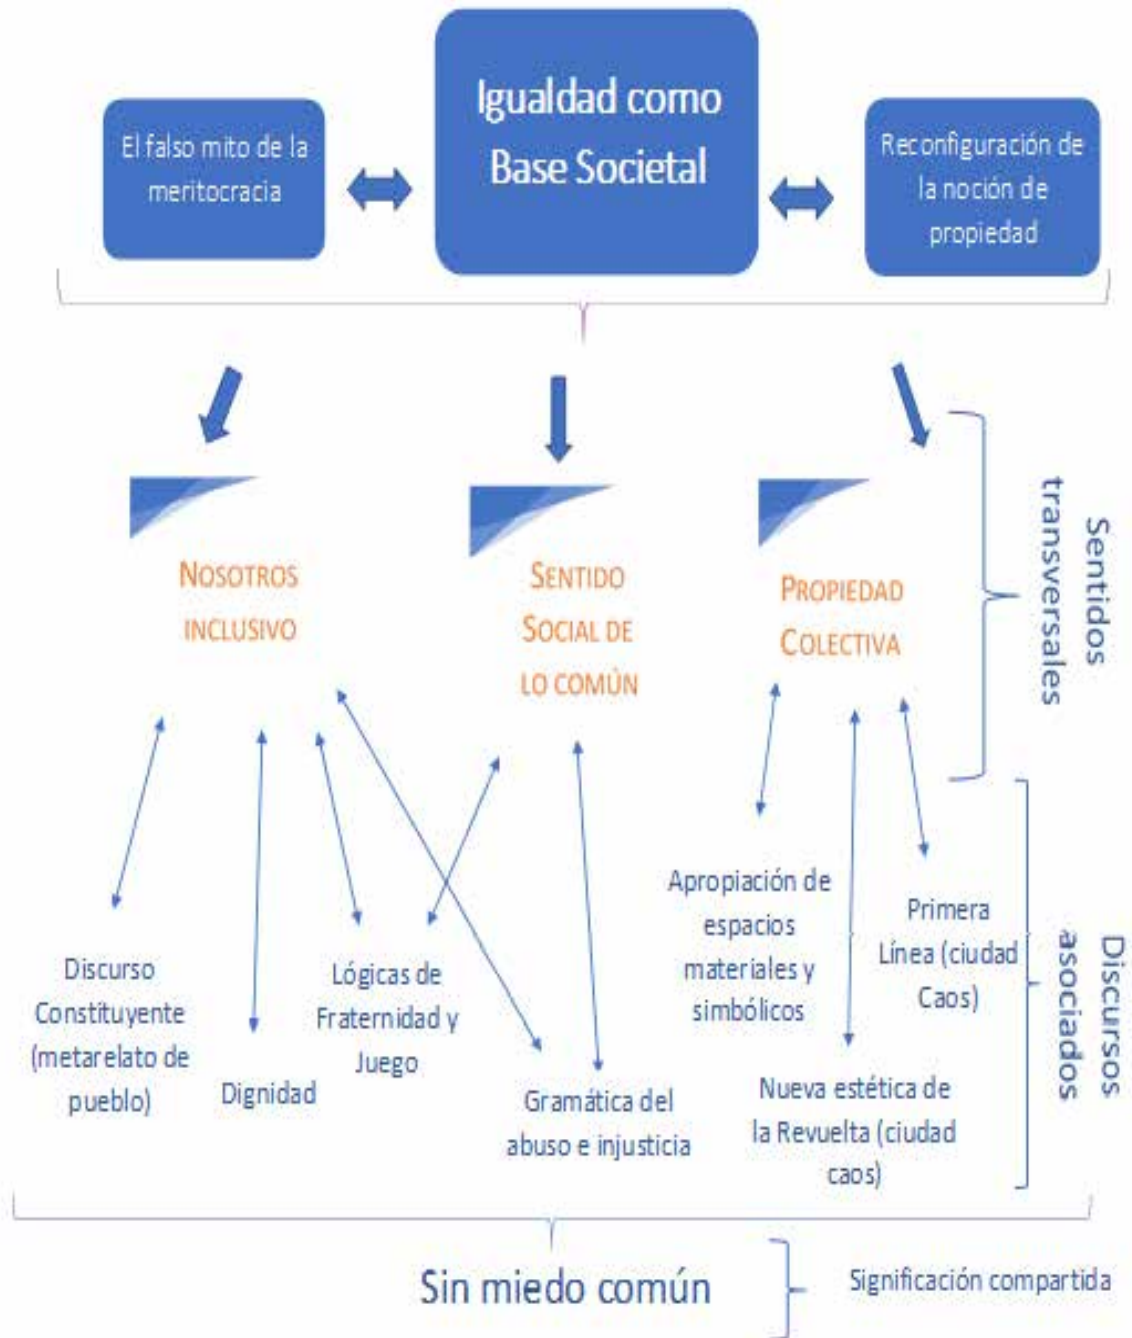 El falso mito de la
meritocracia
Igualdad como
Base Societal
Reconfiguración de
la noción de
propiedad
NOSOTROS
INCLUSIVO
SENTIDO
SOCIAL DE
LO COMÙN
PROPIEDAD
COLECTIVA
Sentidos
transversales
Discurso
Constituyente
(metarelato de
pueblo)
Dignidad
Lógicas de
Fraternidad y
Juego
Gramática del
abuso e injusticia
Apropiación de
espacios
materiales y
simbólicos
Nueva estética de
la Revuelta (ciudad
caos)
Primera
Línea (ciudad
Caos)
Discursos
asociados
Sin miedo común
Significación compartida